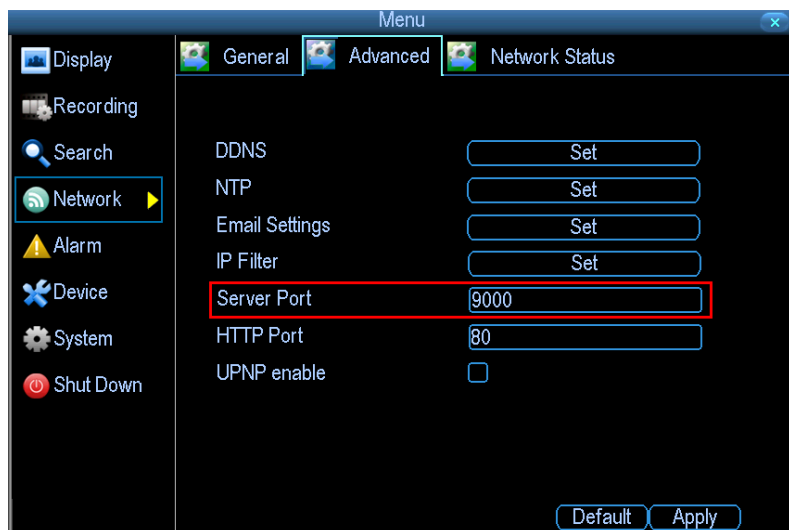 Menu
Display
General Advanced Network Status
Recording
Search
Network
Alarm
Device
System
Shut Down
DDNS Set
NTP Set
Email Settings Set
IP Filter Set
Server Port 9000
HTTP Port 80
UPNP enable
Default Apply